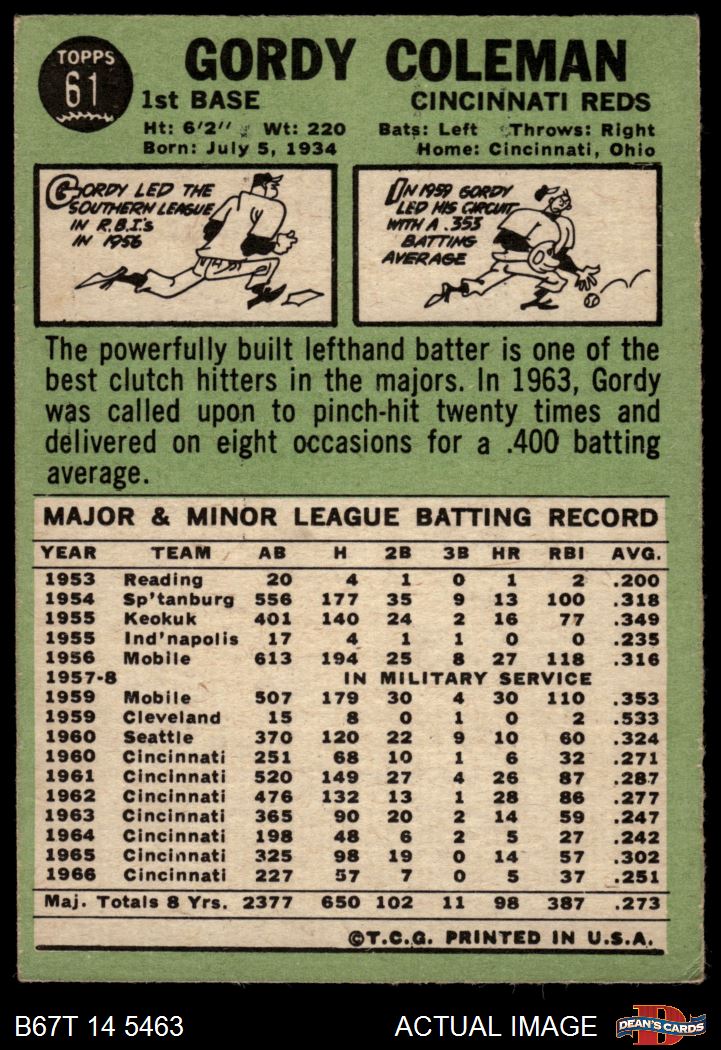 TOPPS
61
GORDY COLEMAN
1st BASE CINCINNATI REDS
Ht: 6'2" Wt: 220 Bats: Left Throws: Right
Born: July 5, 1934 Home: Cincinnati, Ohio
GORDY LED THE
SOUTHERN LEAGUE
IN R.B.I.'s
IN 1956
IN 1959 GORDY
LED HIS CIRCUIT
WITH A .353
BATTING
AVERAGE
The powerfully built lefthand batter is one of the
best clutch hitters in the majors. In 1963, Gordy
was called upon to pinch-hit twenty times and
delivered on eight occasions for a .400 batting
average.
MAJOR & MINOR LEAGUE BATTING RECORD
YEAR TEAM AB H 2B 3B HR RBI AVG.
1953 Reading 20 4 1 0 1 2 .200
1954 Sp'tanburg 556 177 35 9 13 100 .318
1955 Keokuk 401 140 24 2 16 77 .349
1955 Ind'napolis 17 4 1 1 0 0 .235
1956 Mobile 613 194 25 8 27 118 .316
1957-8 IN MILITARY SERVICE
1959 Mobile 507 179 30 4 30 110 .353
1959 Cleveland 15 8 0 1 0 2 .533
1960 Seattle 370 120 22 9 10 60 .324
1960 Cincinnati 251 68 10 1 6 32 .271
1961 Cincinnati 520 149 27 4 26 87 .287
1962 Cincinnati 476 132 13 1 28 86 .277
1963 Cincinnati 365 90 20 2 14 59 .247
1964 Cincinnati 198 48 6 2 5 27 .242
1965 Cincinnati 325 98 19 0 14 57 .302
1966 Cincinnati 227 57 7 0 5 37 .251
Maj. Totals 8 Yrs. 2377 650 102 11 98 387 .273
©T.C.G. PRINTED IN U.S.A.
B67T 14 5463 ACTUAL IMAGE
D
DEAN'S CARDS